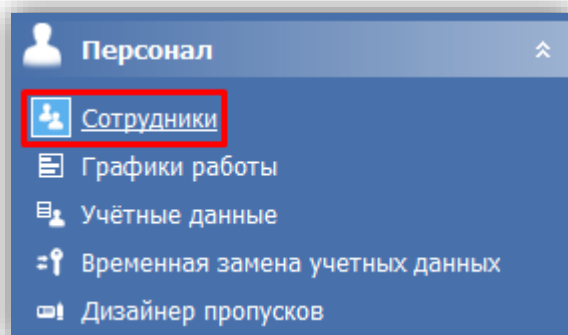 Персонал
Сотрудники
Графики работы
Учётные данные
Временная замена учетных данных
Дизайнер пропусков